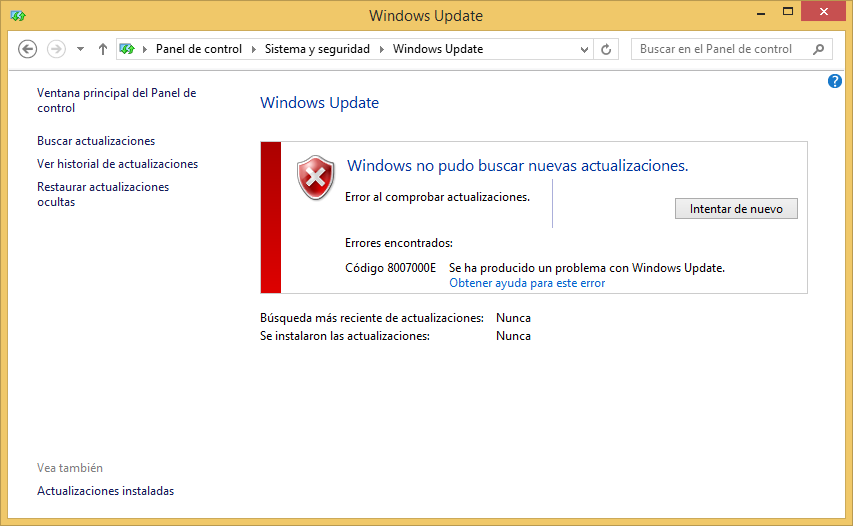 Windows Update
Panel de control
Sistema y seguridad
Windows Update
Buscar en el Panel de control
Ventana principal del Panel de
control
Buscar actualizaciones
Ver historial de actualizaciones
Restaurar actualizaciones
ocultas
Windows Update
Windows no pudo buscar nuevas actualizaciones.
Error al comprobar actualizaciones.
Intentar de nuevo
Errores encontrados:
Código 8007000E Se ha producido un problema con Windows Update.
Obtener ayuda para este error
Búsqueda más reciente de actualizaciones: Nunca
Se instalaron las actualizaciones: Nunca
Vea también
Actualizaciones instaladas